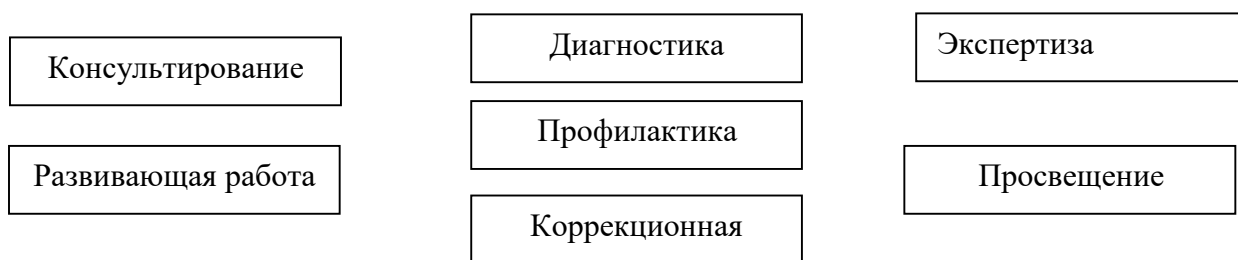 Консультирование
Развивающая работа
Диагностика
Профилактика
Коррекционная
Экспертиза
Просвещение